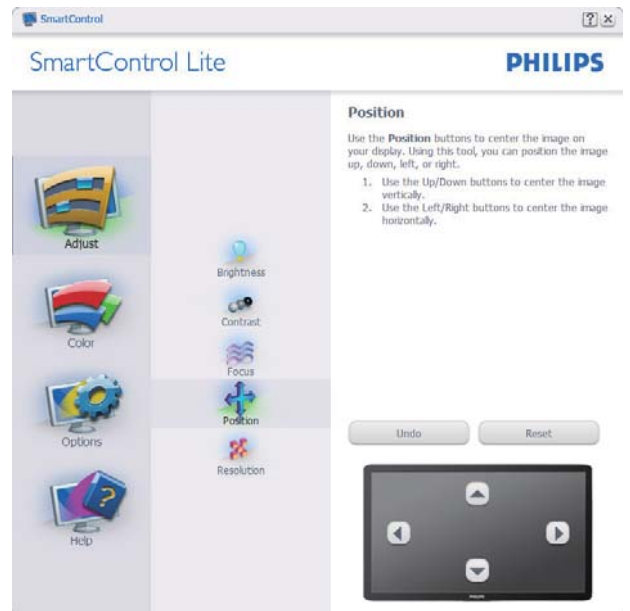 SmartControl
SmartControl Lite
PHILIPS
Adjust
Color
Options
Help
Brightness
Contrast
Focus
Position
Resolution
Position
Use the Position buttons to center the image on
your display. Using this tool, you can position the image
up, down, left, or right.
1. Use the Up/Down buttons to center the image
vertically.
2. Use the Left/Right buttons to center the image
horizontally.
Undo
Reset
PHILIPS